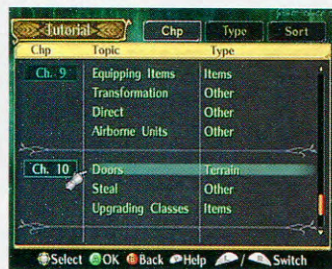 Tutorial Chp Type Sort
Chp Topic Type
Ch. 9 Equipping Items Items
Transformation Other
Direct Other
Airborne Units Other
Ch. 10 Doors Terrain
Steal Other
Upgrading Classes Items
Select OK Back Help / Switch